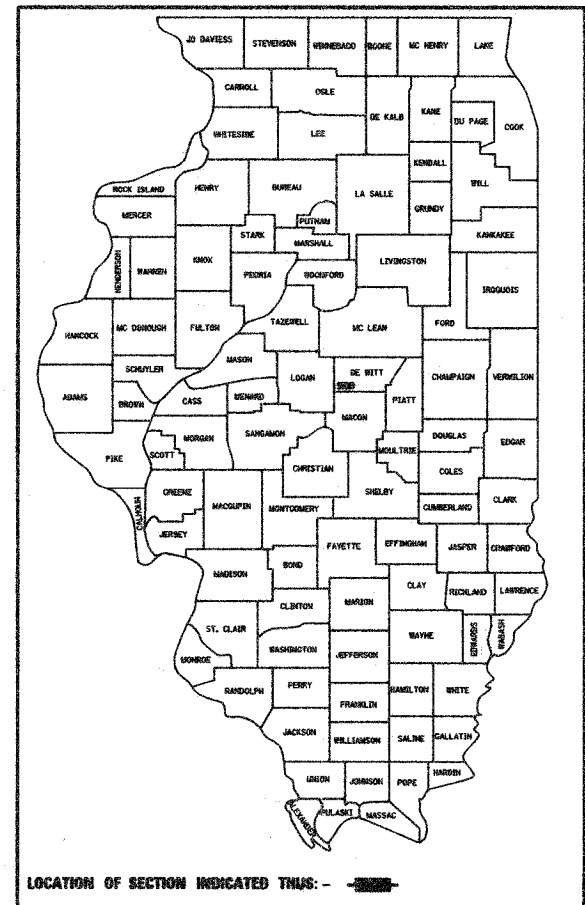 JO DAVIESS
STEVENSON
WINNEBAGO
BOONE
MC HENRY
LAKE
CARROLL
OGLE
DE KALB
KANE
DU PAGE
COOK
WHITESIDE
LEE
KENDALL
WILL
ROCK ISLAND
HENRY
BUREAU
LA SALLE
GRUNDY
MERCER
PUTNAM
KANKAKEE
STARK
MARSHALL
HENDERSON
WARREN
KNOX
PEORIA
WOODFORD
LIVINGSTON
IROQUOIS
HANCOCK
MC DONOUGH
FULTON
TAZEWELL
MC LEAN
FORD
MASON
SCHUYLER
LOGAN
DE WITT
CHAMPAIGN
VERMILION
ADAMS
BROWN
CASS
MENARD
MACON
PIATT
SANGAMON
DOUGLAS
EDGAR
PIKE
SCOTT
MORGAN
CHRISTIAN
MOULTRIE
COLES
CALHOUN
GREENE
MACOUPIN
MONTGOMERY
SHELBY
CUMBERLAND
CLARK
JERSEY
FAYETTE
EFFINGHAM
JASPER
CRAWFORD
MADISON
BOND
CLAY
RICHLAND
LAWRENCE
CLINTON
MARION
ST. CLAIR
WAYNE
EDWARDS
WABASH
WASHINGTON
JEFFERSON
MONROE
RANDOLPH
PERRY
HAMILTON
WHITE
FRANKLIN
JACKSON
WILLIAMSON
SALINE
GALLATIN
UNION
JOHNSON
POPE
HARDIN
ALEXANDER
PULASKI
MASSAC
LOCATION OF SECTION INDICATED THUS: -